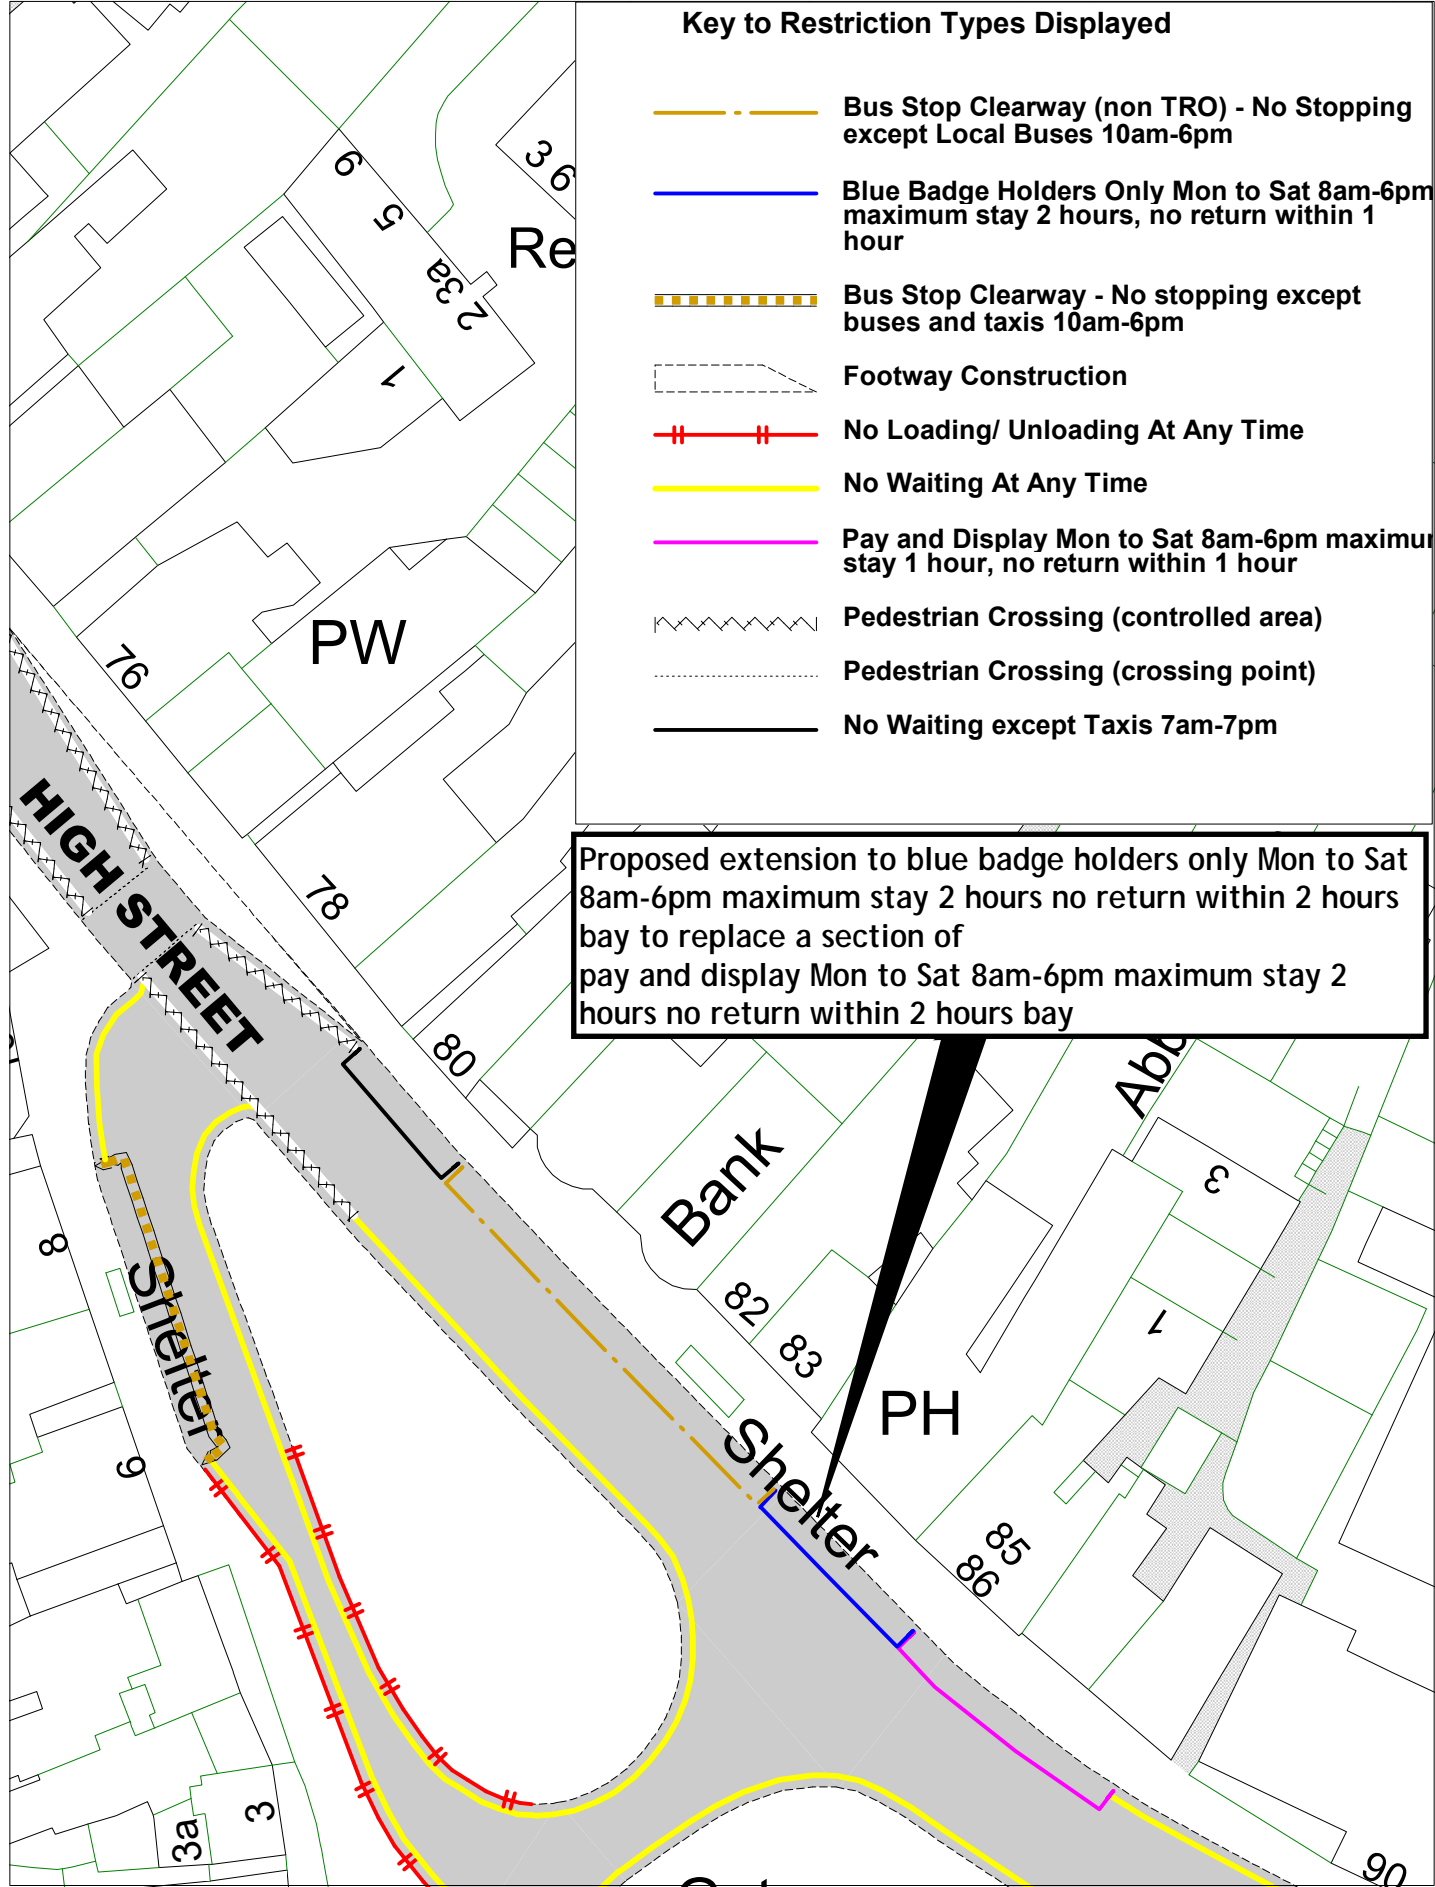 Key to Restriction Types Displayed
Bus Stop Clearway (non TRO) - No Stopping
except Local Buses 10am-6pm
Blue Badge Holders Only Mon to Sat 8am-6pm
maximum stay 2 hours, no return within 1
hour
Bus Stop Clearway - No stopping except
buses and taxis 10am-6pm
Footway Construction
No Loading/ Unloading At Any Time
No Waiting At Any Time
Pay and Display Mon to Sat 8am-6pm maximum
stay 1 hour, no return within 1 hour
Pedestrian Crossing (controlled area)
Pedestrian Crossing (crossing point)
No Waiting except Taxis 7am-7pm
Proposed extension to blue badge holders only Mon to Sat
8am-6pm maximum stay 2 hours no return within 2 hours
bay to replace a section of
pay and display Mon to Sat 8am-6pm maximum stay 2
hours no return within 2 hours bay
39
Re
9
5
3a
2
1
PW
76
HIGH STREET
78
80
Abb
Bank
3
1
82
83
PH
8
Shelter
Shelter
6
85
86
3
3a
90